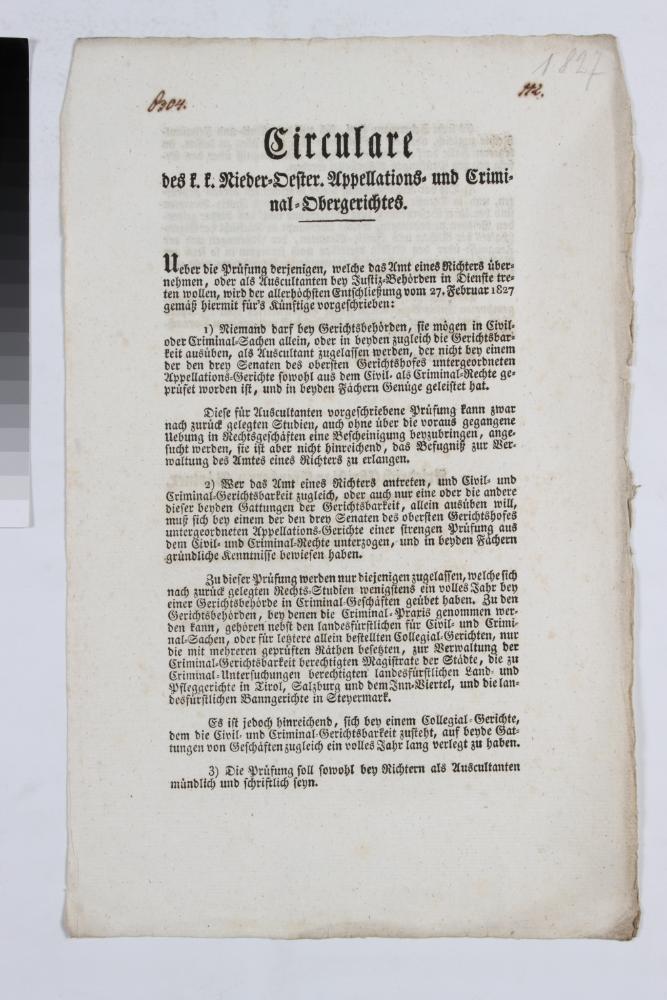 1827
112.
Circulare
des k. k. Nieder-Oester. Appellations- und Crimi-
nal-Obergerichtes.
Ueber die Prüfung derjenigen, welche das Amt eines Richters über-
nehmen, oder als Auscultanten bey Justiz-Behörden in Dienste tre-
ten wollen, wird der allerhöchsten Entschließung vom 27. Februar 1827
gemäß hiermit für's Künftige vorgeschrieben:
1) Niemand darf bey Gerichtsbehörden, sie mögen in Civil-
oder Criminal-Sachen allein, oder in beyden zugleich die Gerichtsbar-
keit ausüben, als Auscultant zugelassen werden, der nicht bey einem
der den drey Senaten des obersten Gerichtshofes untergeordneten
Appellations-Gerichte sowohl aus dem Civil- als Criminal-Rechte ge-
prüfet worden ist, und in beyden Fächern Genüge geleistet hat.
Diese für Auscultanten vorgeschriebene Prüfung kann zwar
nach zurück gelegten Studien, auch ohne über die voraus gegangene
Uebung in Rechtsgeschäften eine Bescheinigung beyzubringen, ange-
sucht werden, sie ist aber nicht hinreichend, das Befugniß zur Ver-
waltung des Amtes eines Richters zu erlangen.
2) Wer das Amt eines Richters antreten, und Civil- und
Criminal-Gerichtsbarkeit zugleich, oder auch nur eine oder die andere
dieser beyden Gattungen der Gerichtsbarkeit, allein ausüben will,
muß sich bey einem der den drey Senaten des obersten Gerichtshofes
untergeordneten Appellations-Gerichte einer strengen Prüfung aus
dem Civil- und Criminal-Rechte unterzogen, und in beyden Fächern
gründliche Kenntnisse bewiesen haben.
Zu dieser Prüfung werden nur diejenigen zugelassen, welche sich
nach zurück gelegten Rechts-Studien wenigstens ein volles Jahr bey
einer Gerichtsbehörde in Criminal-Geschäften geübet haben. Zu den
Gerichtsbehörden, bey denen die Criminal-Praxis genommen wer-
den kann, gehören nebst den landesfürstlichen für Civil- und Crimi-
nal-Sachen, oder für letztere allein bestellten Collegial-Gerichten, nur
die mit mehreren geprüften Räthen besetzten, zur Verwaltung der
Criminal-Gerichtsbarkeit berechtigten Magistrate der Städte, die zu
Criminal-Untersuchungen berechtigten landesfürstlichen Land- und
Pfleggerichte in Tirol, Salzburg und dem Inn-Viertel, und die lan-
desfürstlichen Banngerichte in Steyermark.
Es ist jedoch hinreichend, sich bey einem Collegial-Gerichte,
dem die Civil- und Criminal-Gerichtsbarkeit zusteht, auf beyde Gat-
tungen von Geschäften zugleich ein volles Jahr lang verlegt zu haben.
3) Die Prüfung soll sowohl bey Richtern als Auscultanten
mündlich und schriftlich seyn.